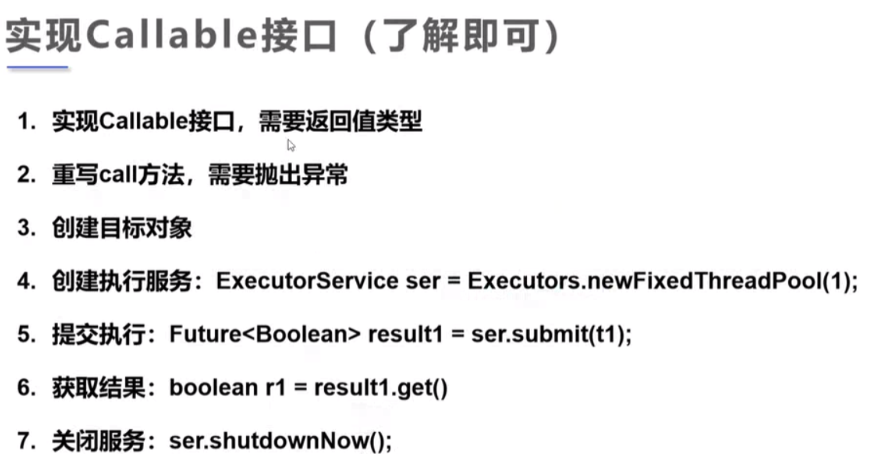 实现Callable接口（了解即可）
1. 实现Callable接口，需要返回值类型
2. 重写call方法，需要抛出异常
3. 创建目标对象
4. 创建执行服务：ExecutorService ser = Executors.newFixedThreadPool(1);
5. 提交执行：Future<Boolean> result1 = ser.submit(t1);
6. 获取结果：boolean r1 = result1.get()
7. 关闭服务：ser.shutdownNow();